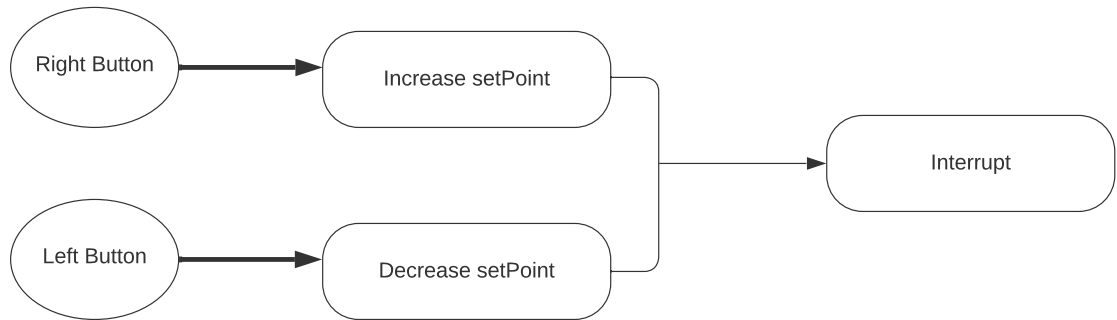 Right Button
Increase setPoint
Interrupt
Left Button
Decrease setPoint